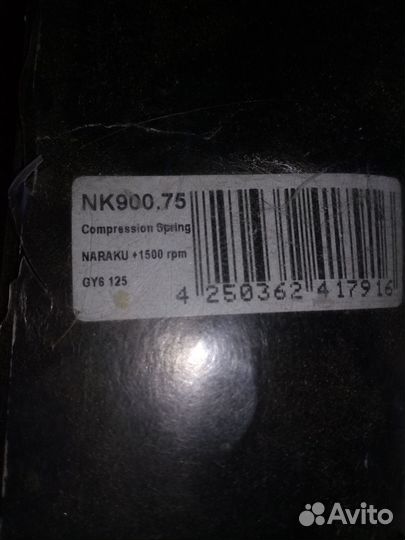 NK900.75
Compression Spring
NARAKU +1500 rpm
GY6 125
4 250362 417916
Avito